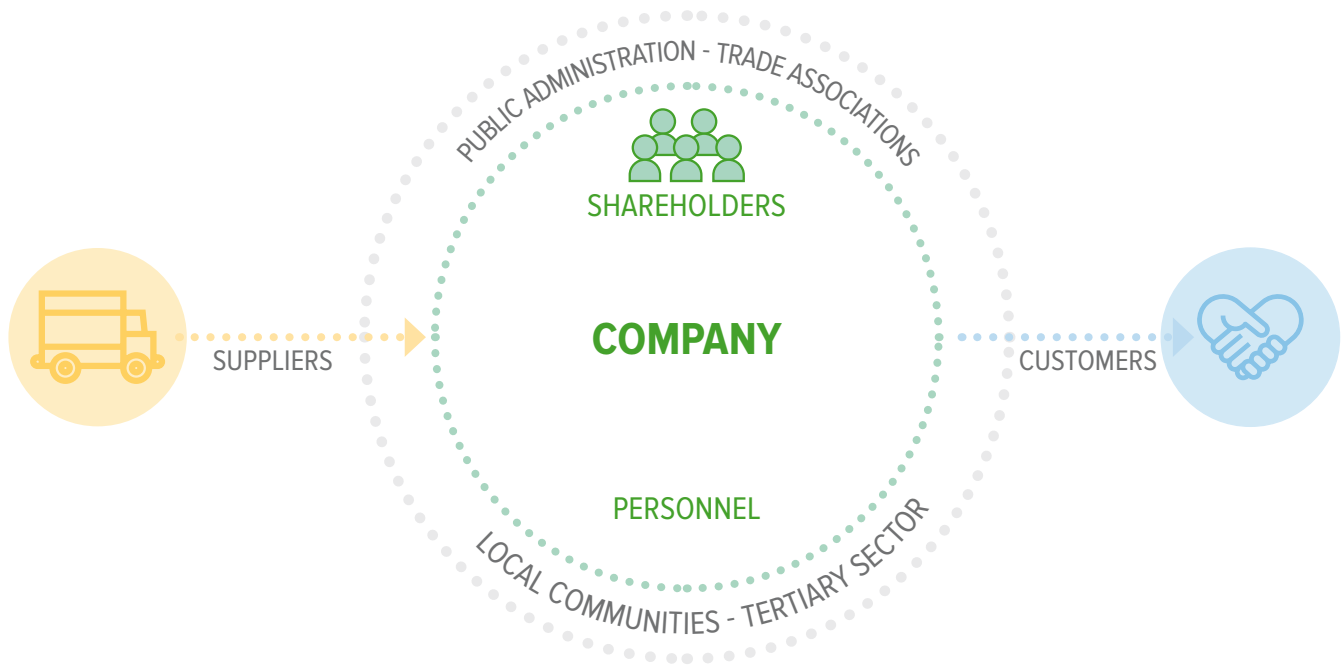 PUBLIC ADMINISTRATION - TRADE ASSOCIATIONS
SHAREHOLDERS
COMPANY
SUPPLIERS
CUSTOMERS
PERSONNEL
LOCAL COMMUNITIES - TERTIARY SECTOR